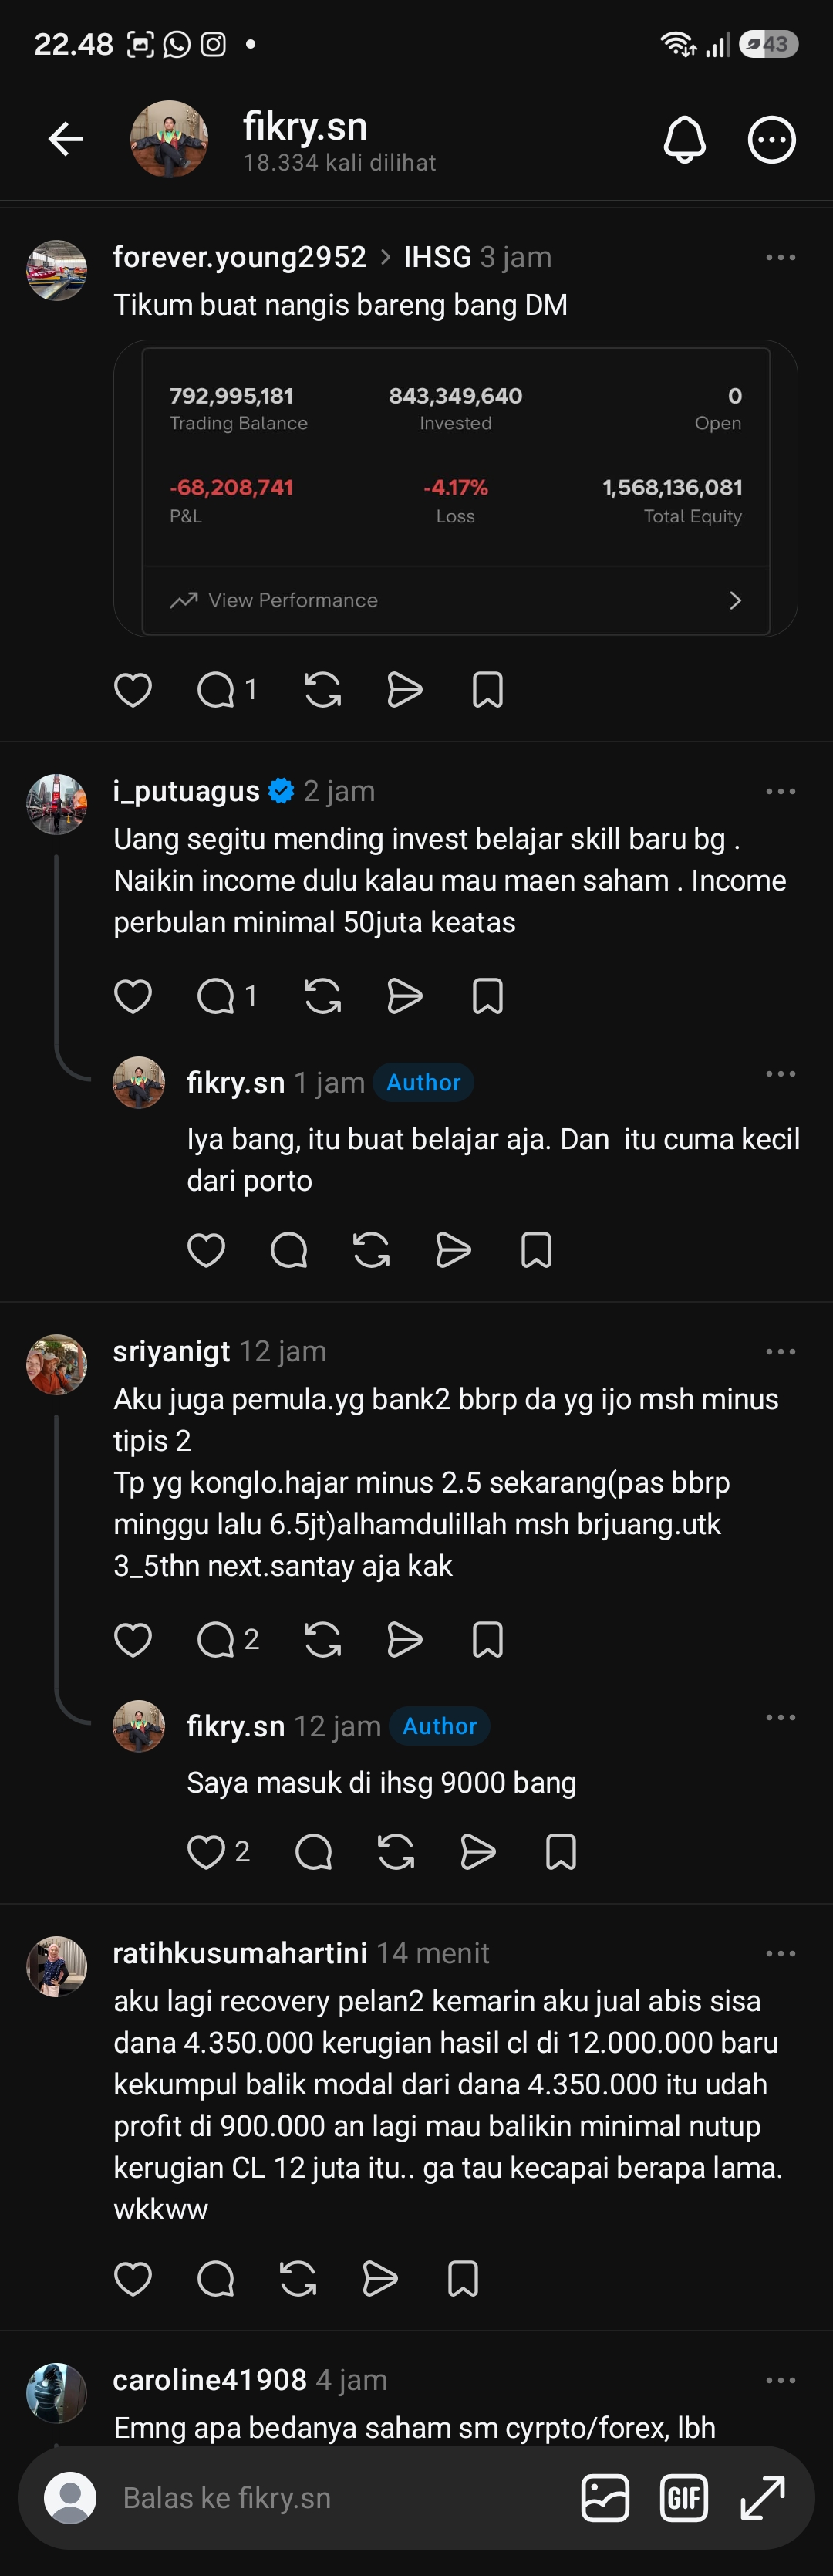 22.48
43
fikry.sn
18.334 kali dilihat
forever.young2952 > IHSG 3 jam
Tikum buat nangis bareng bang DM
792,995,181 843,349,640 0
Trading Balance Invested Open
-68,208,741 -4.17% 1,568,136,081
P&L Loss Total Equity
View Performance
1
i_putuagus 2 jam
Uang segitu mending invest belajar skill baru bg .
Naikin income dulu kalau mau maen saham . Income
perbulan minimal 50juta keatas
1
fikry.sn 1 jam Author
Iya bang, itu buat belajar aja. Dan  itu cuma kecil
dari porto
sriyanigt 12 jam
Aku juga pemula.yg bank2 bbrp da yg ijo msh minus
tipis 2
Tp yg konglo.hajar minus 2.5 sekarang(pas bbrp
minggu lalu 6.5jt)alhamdulillah msh brjuang.utk
3_5thn next.santay aja kak
2
fikry.sn 12 jam Author
Saya masuk di ihsg 9000 bang
2
ratihkusumahartini 14 menit
aku lagi recovery pelan2 kemarin aku jual abis sisa
dana 4.350.000 kerugian hasil cl di 12.000.000 baru
kekumpul balik modal dari dana 4.350.000 itu udah
profit di 900.000 an lagi mau balikin minimal nutup
kerugian CL 12 juta itu.. ga tau kecapai berapa lama.
wkkww
caroline41908 4 jam
Emng apa bedanya saham sm cyrpto/forex, lbh
Balas ke fikry.sn
GIF